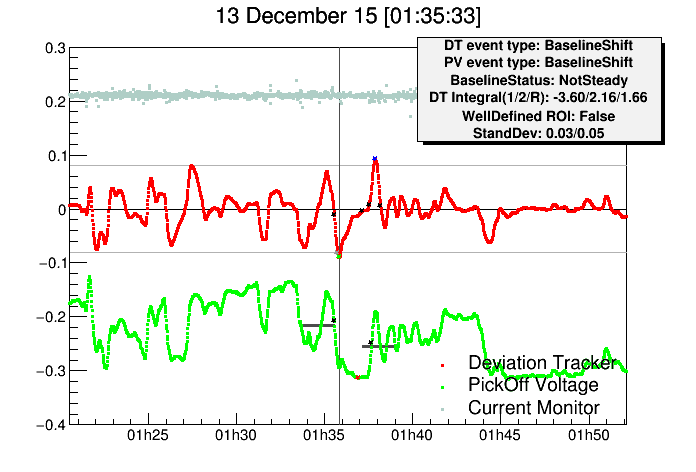 13 December 15 [01:35:33]
DT event type: BaselineShift
PV event type: BaselineShift
BaselineStatus: NotSteady
DT Integral(1/2/R): -3.60/2.16/1.66
WellDefined ROI: False
StandDev: 0.03/0.05
0.3
0.2
0.1
0
−0.1
−0.2
−0.3
−0.4
Deviation Tracker
PickOff Voltage
Current Monitor
01h25 01h30 01h35 01h40 01h45 01h50